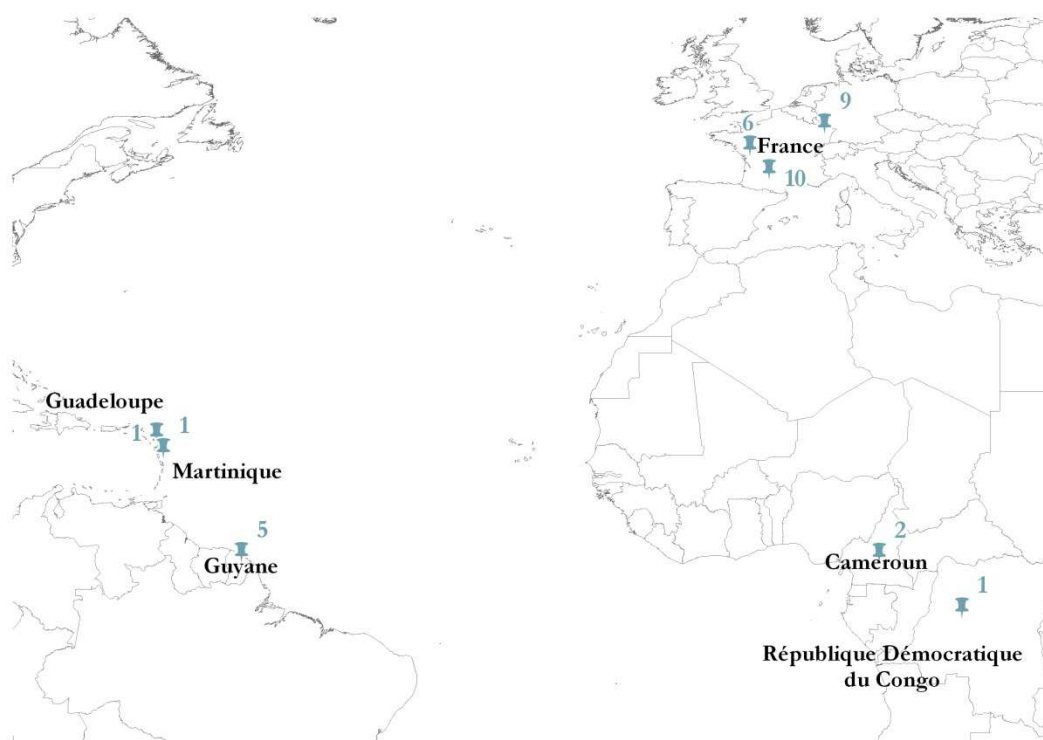 9
6
France
10
Guadeloupe
1
1
Martinique
5
Guyane
2
Cameroun
1
République Démocratique
du Congo